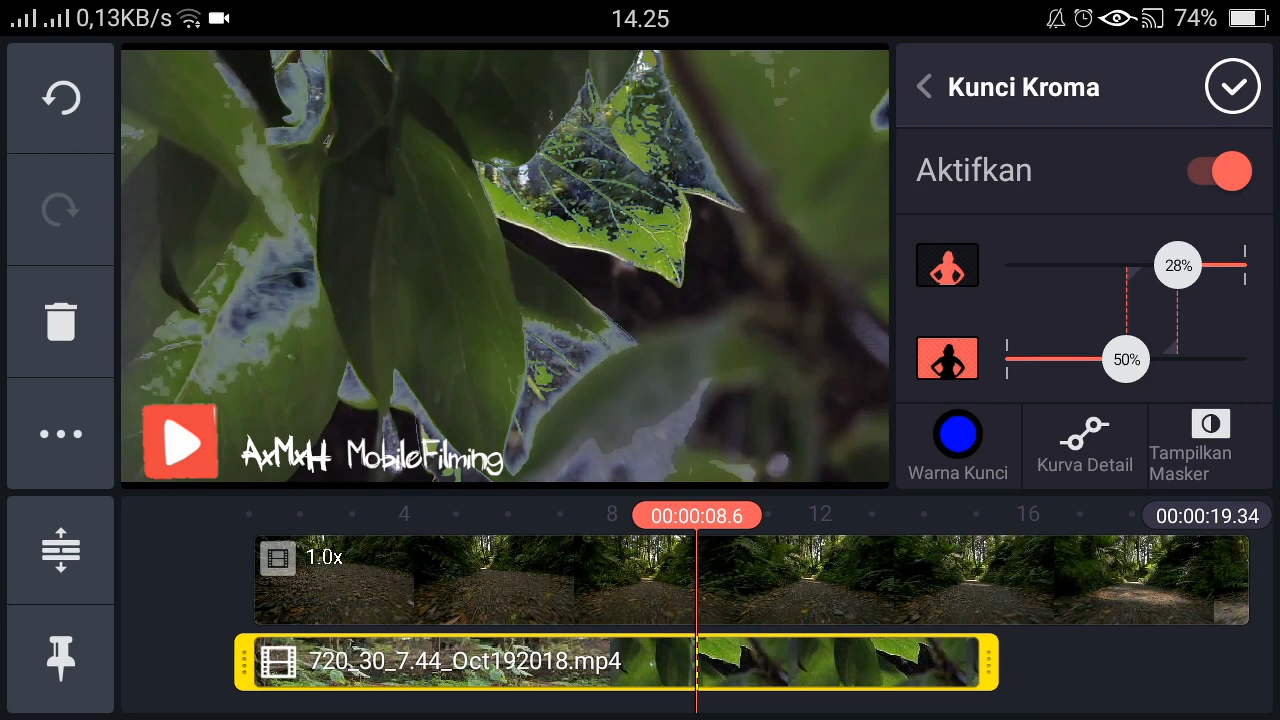 0,13KB/s 14.25 74%
Kunci Kroma
Aktifkan
28%
50%
Warna Kunci
Kurva Detail
Tampilkan
Masker
AxMxH MobileFilming
4 8 00:00:08.6 12 16 00:00:19.34
1.0x
720_30_7.44_Oct192018.mp4